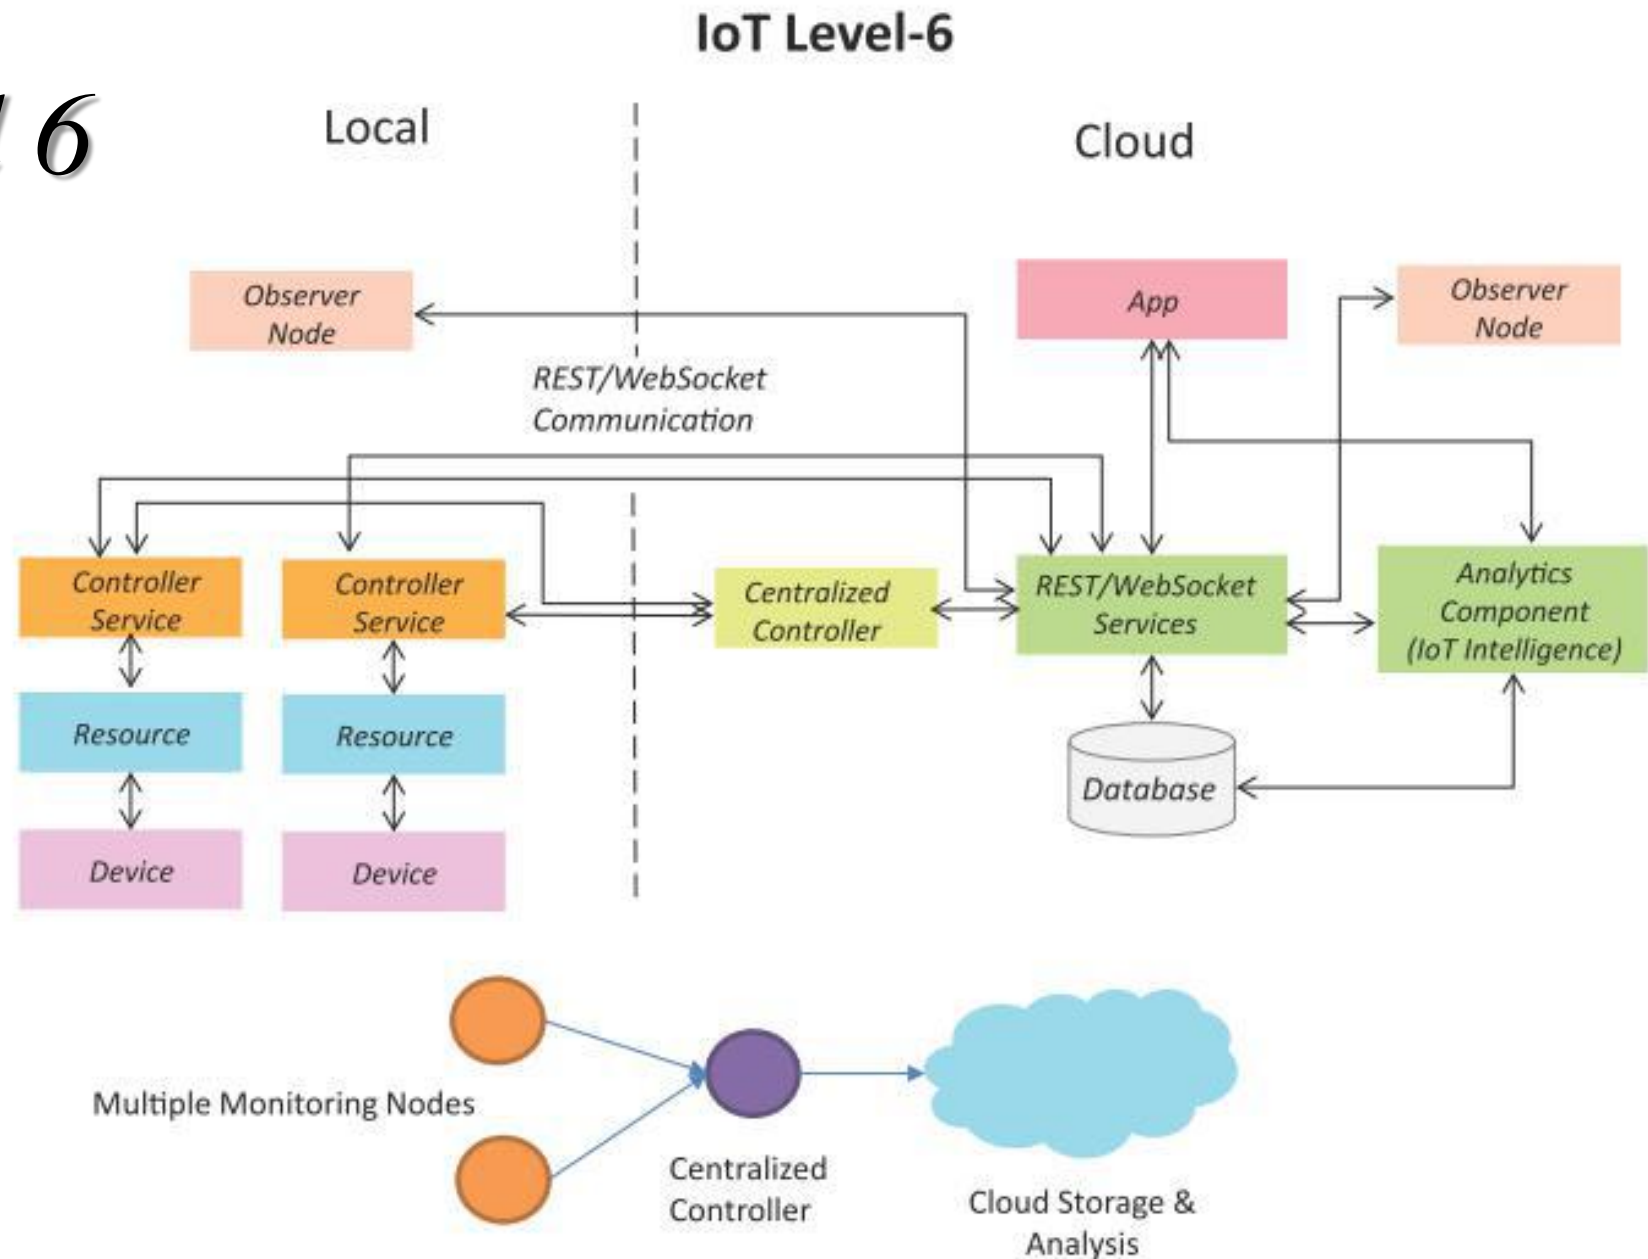 IoT Level-6
6
Local
Cloud
Observer
Node
App
Observer
Node
REST/WebSocket
Communication
Controller
Service
Controller
Service
Centralized
Controller
REST/WebSocket
Services
Analytics
Component
(IoT Intelligence)
Resource
Resource
Database
Device
Device
Multiple Monitoring Nodes
Centralized
Controller
Cloud Storage &
Analysis